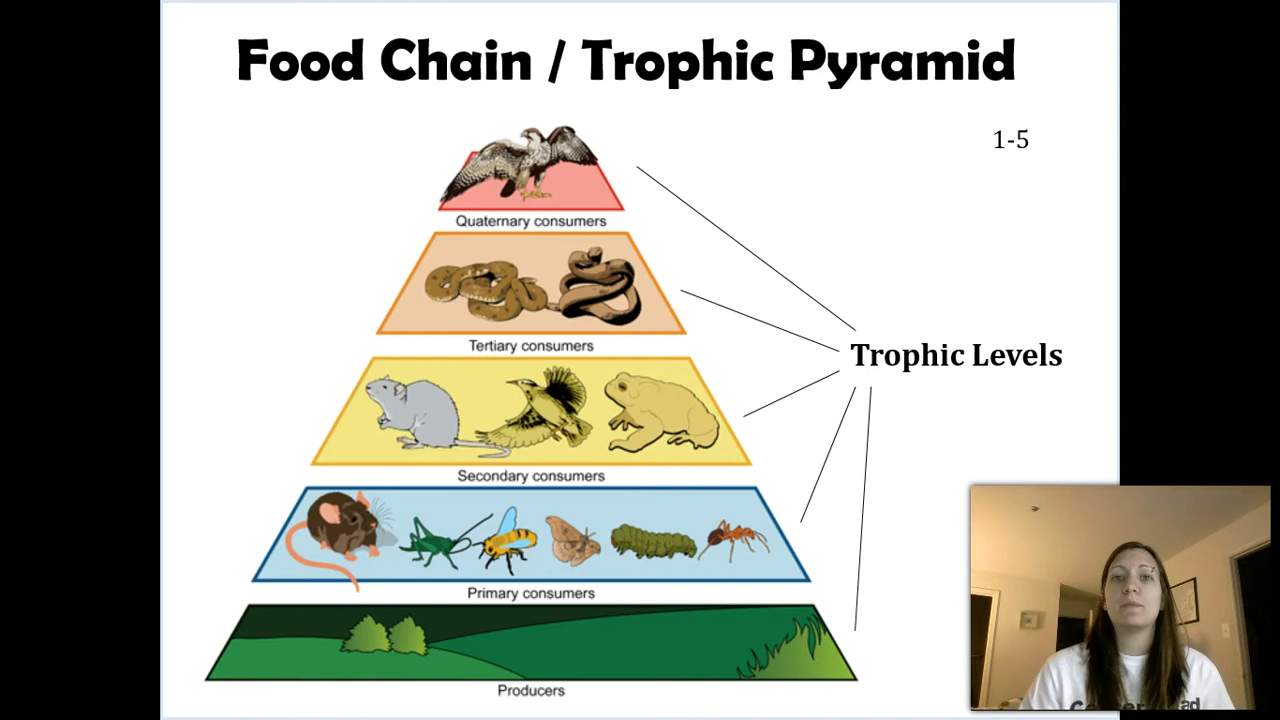 Food Chain / Trophic Pyramid
1-5
Quaternary consumers
Tertiary consumers
Trophic Levels
Secondary consumers
Primary consumers
Producers